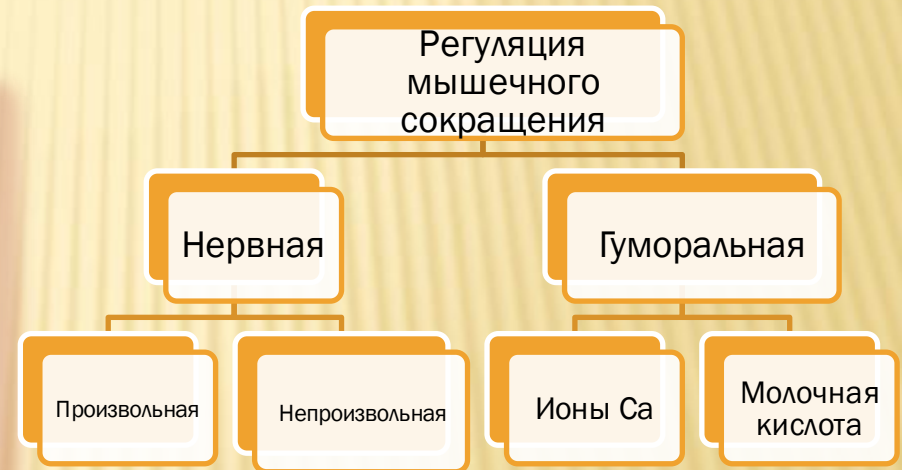 Регуляция
мышечного
сокращения
Нервная
Гуморальная
Произвольная
Непроизвольная
Ионы Са
Молочная
кислота